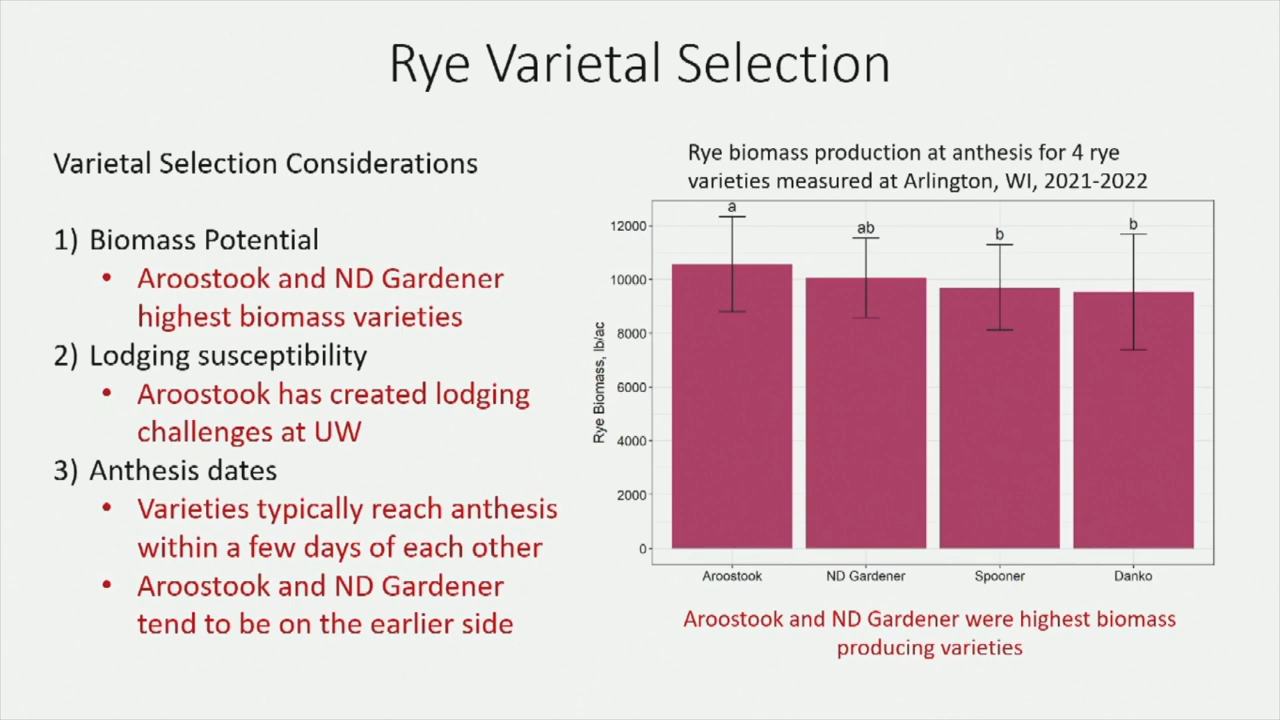 Rye Varietal Selection
Varietal Selection Considerations
1) Biomass Potential
• Aroostook and ND Gardener
highest biomass varieties
2) Lodging susceptibility
• Aroostook has created lodging
challenges at UW
3) Anthesis dates
• Varieties typically reach anthesis
within a few days of each other
• Aroostook and ND Gardener
tend to be on the earlier side
Rye biomass production at anthesis for 4 rye
varieties measured at Arlington, WI, 2021-2022
Rye Biomass, lb/ac
12000
10000
8000
6000
4000
2000
0
a
ab
b
b
Aroostook
ND Gardener
Spooner
Danko
Aroostook and ND Gardener were highest biomass
producing varieties